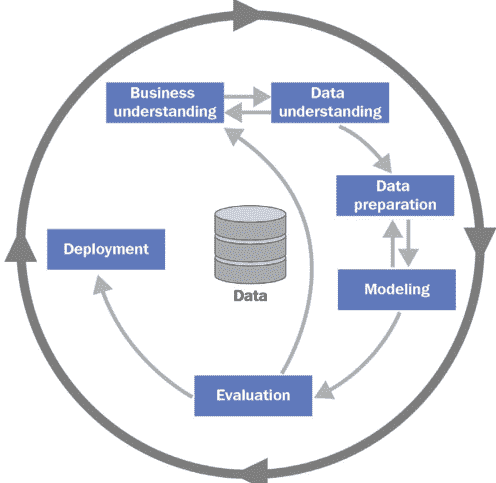 Business
understanding
Data
understanding
Data
preparation
Deployment
Data
Modeling
Evaluation